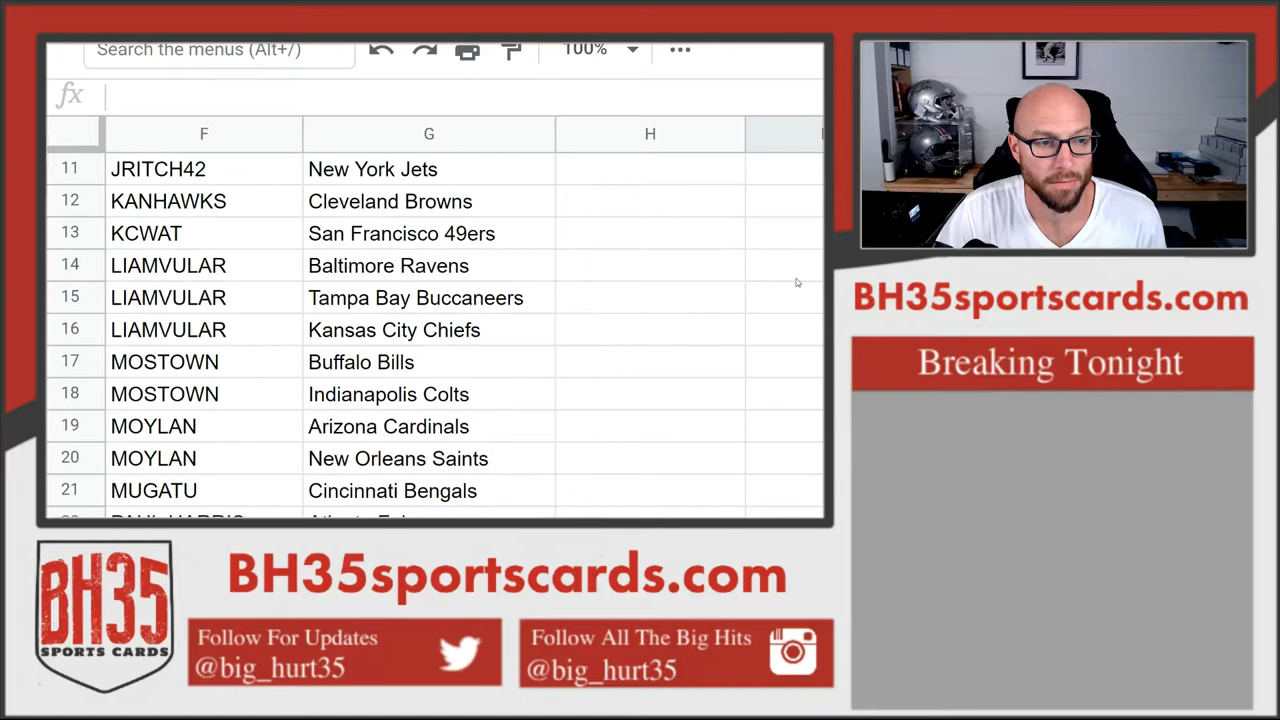 Search the menus (Alt+/)
100%
fx
F G H
11 JRITCH42 New York Jets
12 KANHAWKS Cleveland Browns
13 KCWAT San Francisco 49ers
14 LIAMVULAR Baltimore Ravens
15 LIAMVULAR Tampa Bay Buccaneers
16 LIAMVULAR Kansas City Chiefs
17 MOSTOWN Buffalo Bills
18 MOSTOWN Indianapolis Colts
19 MOYLAN Arizona Cardinals
20 MOYLAN New Orleans Saints
21 MUGATU Cincinnati Bengals
BH35sportscards.com
Breaking Tonight
BH35
SPORTS CARDS
BH35sportscards.com
Follow For Updates
@big_hurt35
Follow All The Big Hits
@big_hurt35